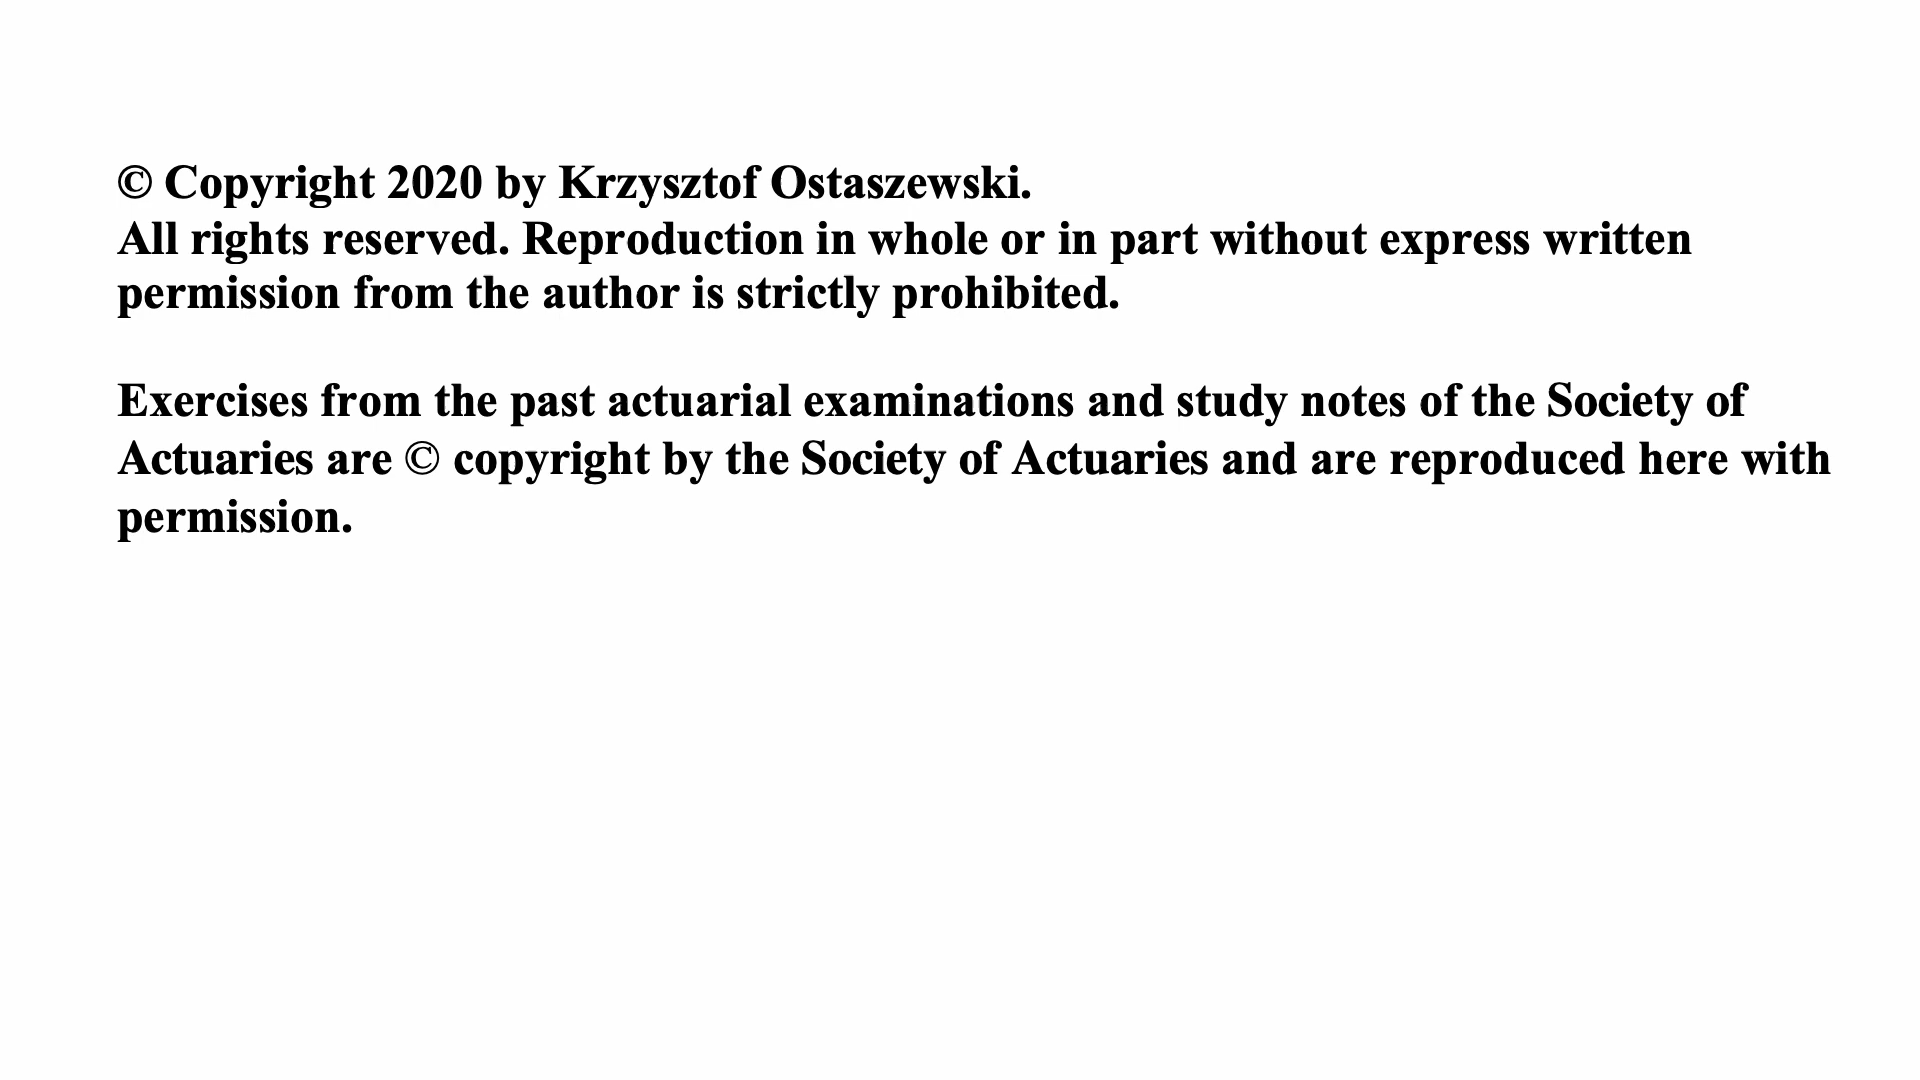 © Copyright 2020 by Krzysztof Ostaszewski.
All rights reserved. Reproduction in whole or in part without express written
permission from the author is strictly prohibited.
Exercises from the past actuarial examinations and study notes of the Society of
Actuaries are © copyright by the Society of Actuaries and are reproduced here with
permission.